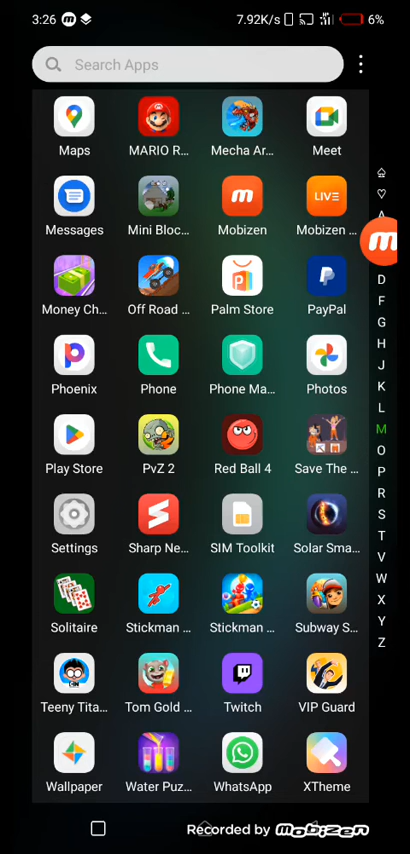 3:26 7.92K/s 6%
Search Apps
Maps MARIO R... Mecha Ar... Meet
Messages Mini Bloc... Mobizen Mobizen ...
LIVE
Money Ch... Off Road ... Palm Store PayPal
Phoenix Phone Phone Ma... Photos
Play Store PvZ 2 Red Ball 4 Save The ...
Settings Sharp Ne... SIM Toolkit Solar Sma...
Solitaire Stickman ... Stickman ... Subway S...
Teeny Tita... Tom Gold ... Twitch VIP Guard
Wallpaper Water Puz... WhatsApp XTheme
A
D
F
G
H
J
K
L
M
O
P
R
S
T
V
W
X
Y
Z
Recorded by mobizen